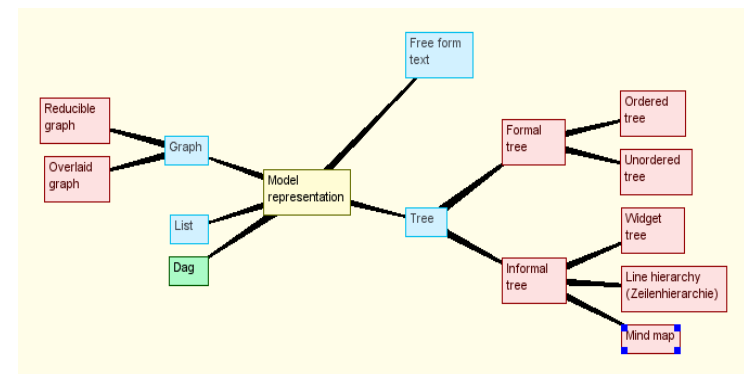 Free form
text
Reducible
graph
Overlaid
graph
Graph
Model
representation
List
Dag
Tree
Formal
tree
Ordered
tree
Unordered
tree
Informal
tree
Widget
tree
Line hierarchy
(Zeilenhierarchie)
Mind map